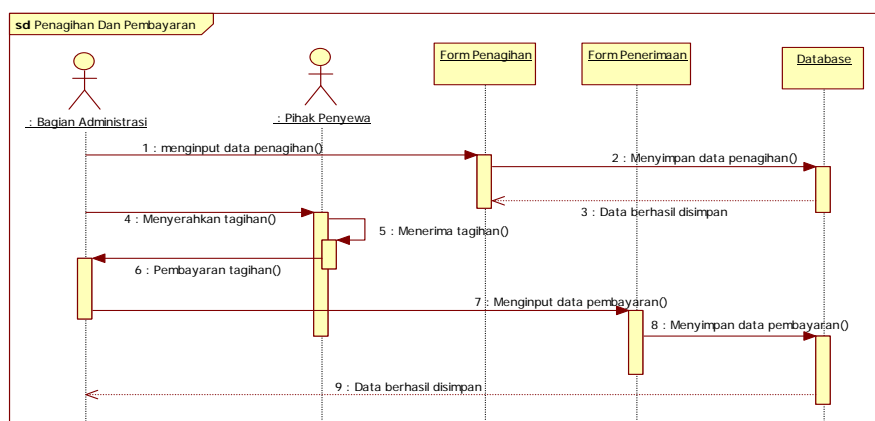 sd Penagihan Dan Pembayaran
Form Penagihan
Form Penerimaan
Database
: Bagian Administrasi
: Pihak Penyewa
1 : menginput data penagihan()
2 : Menyimpan data penagihan()
3 : Data berhasil disimpan
4 : Menyerahkan tagihan()
5 : Menerima tagihan()
6 : Pembayaran tagihan()
7 : Menginput data pembayaran()
8 : Menyimpan data pembayaran()
9 : Data berhasil disimpan